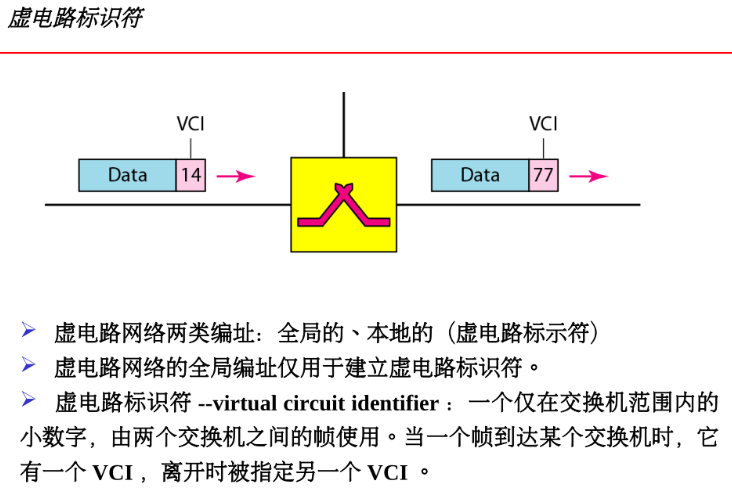 虚电路标识符
VCI VCI
Data 14 Data 77
虚电路网络两类编址：全局的、本地的（虚电路标示符）
虚电路网络的全局编址仅用于建立虚电路标识符。
虚电路标识符 --virtual circuit identifier ：一个仅在交换机范围内的
小数字，由两个交换机之间的帧使用。当一个帧到达某个交换机时，它
有一个 VCI ，离开时被指定另一个 VCI 。